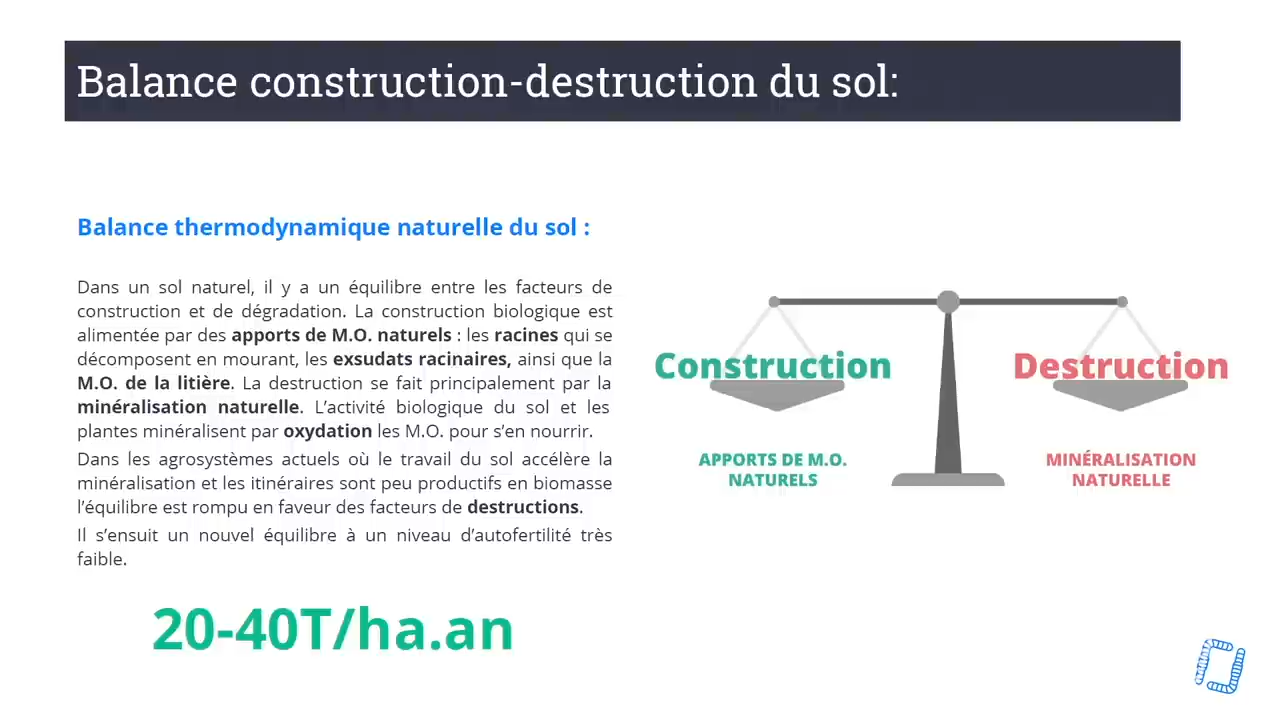 Balance construction-destruction du sol:
Balance thermodynamique naturelle du sol :
Dans un sol naturel, il y a un équilibre entre les facteurs de
construction et de dégradation. La construction biologique est
alimentée par des apports de M.O. naturels : les racines qui se
décomposent en mourant, les exsudats racinaires, ainsi que la
M.O. de la litière. La destruction se fait principalement par la
minéralisation naturelle. L’activité biologique du sol et les
plantes minéralisent par oxydation les M.O. pour s’en nourrir.
Dans les agrosystèmes actuels où le travail du sol accélère la
minéralisation et les itinéraires sont peu productifs en biomasse
l’équilibre est rompu en faveur des facteurs de destructions.
Il s’ensuit un nouvel équilibre à un niveau d’autofertilité très
faible.
20-40T/ha.an
Construction
APPORTS DE M.O.
NATURELS
Destruction
MINÉRALISATION
NATURELLE